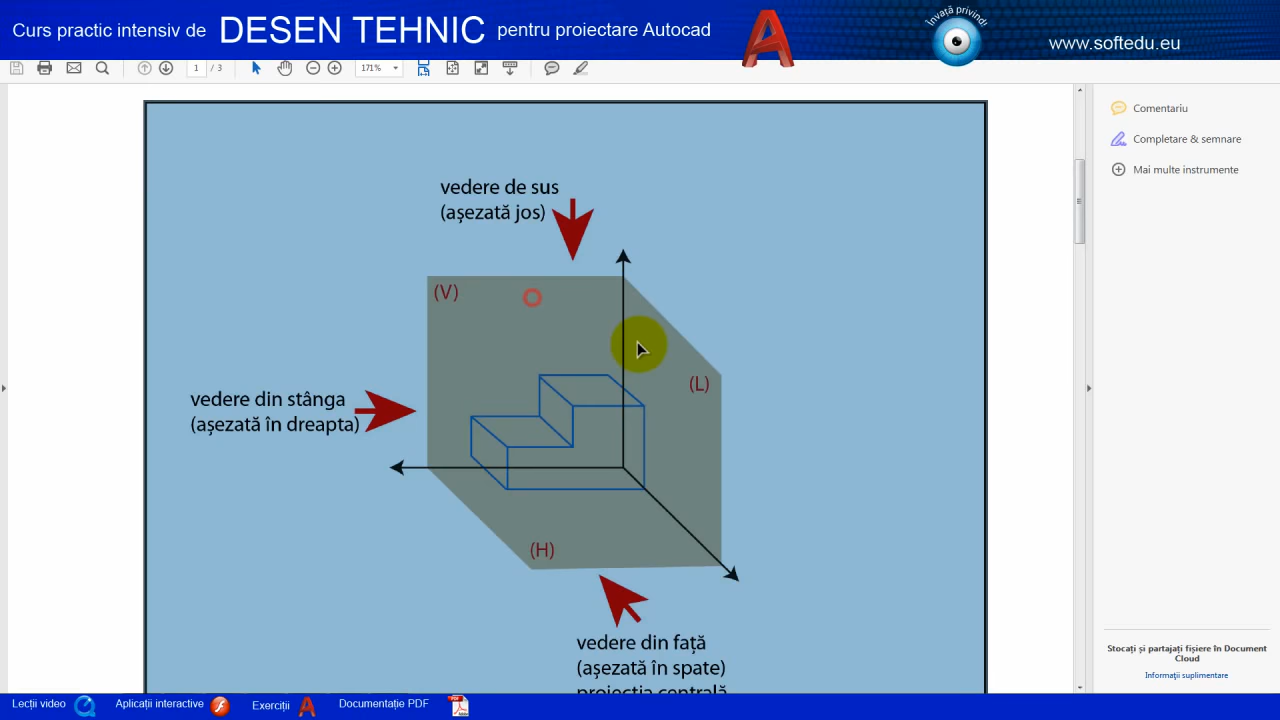 Curs practic intensiv de DESEN TEHNIC pentru proiectare Autocad
Învață privind!
www.softedu.eu
1 / 3
171%
Comentariu
Completare & semnare
Mai multe instrumente
vedere de sus
(așezată jos)
(V)
(L)
vedere din stânga
(așezată în dreapta)
(H)
vedere din față
(așezată în spate)
proiecția centrală
Stocați și partajați fișiere în Document
Cloud
Informații suplimentare
Lecții video
Aplicații interactive
Exerciții
Documentație PDF